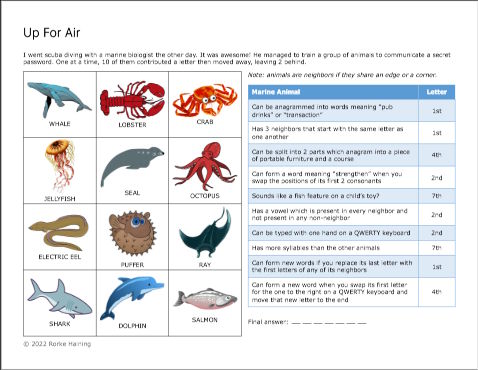 Up For Air
I went scuba diving with a marine biologist the other day. It was awesome! He managed to train a group of animals to communicate a secret
password. One at a time, 10 of them contributed a letter then moved away, leaving 2 behind.
WHALE
LOBSTER
CRAB
JELLYFISH
SEAL
OCTOPUS
ELECTRIC EEL
PUFFER
RAY
SHARK
DOLPHIN
SALMON
Note: animals are neighbors if they share an edge or a corner.
Marine Animal Letter
Can be anagrammed into words meaning "pub
drinks" or "transaction" 1st
Has 3 neighbors that start with the same letter as
one another 1st
Can be split into 2 parts which anagram into a piece
of portable furniture and a course 4th
Can form a word meaning "strengthen" when you
swap the positions of its first 2 consonants 2nd
Sounds like a fish feature on a child's toy? 7th
Has a vowel which is present in every neighbor and
not present in any non-neighbor 2nd
Can be typed with one hand on a QWERTY keyboard 2nd
Has more syllables than the other animals 7th
Can form new words if you replace its last letter with
the first letters of any of its neighbors 1st
Can form a new word when you swap its first letter
for the one to the right on a QWERTY keyboard and
move that new letter to the end 4th
Final answer: __ __ __ __ __ __ __ __
© 2022 Rorke Haining